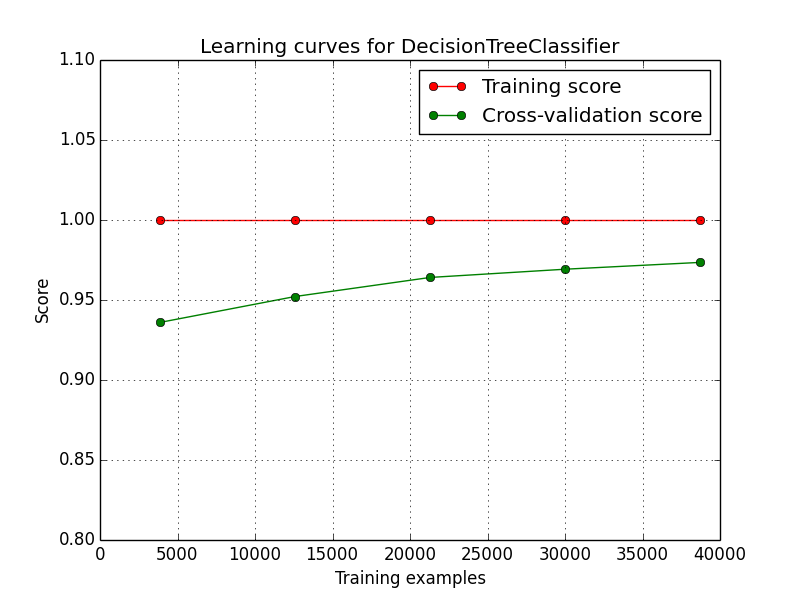 Learning curves for DecisionTreeClassifier
1.10
1.05
1.00
0.95
0.90
0.85
0.80
Score
Training score
Cross-validation score
0 5000 10000 15000 20000 25000 30000 35000 40000
Training examples